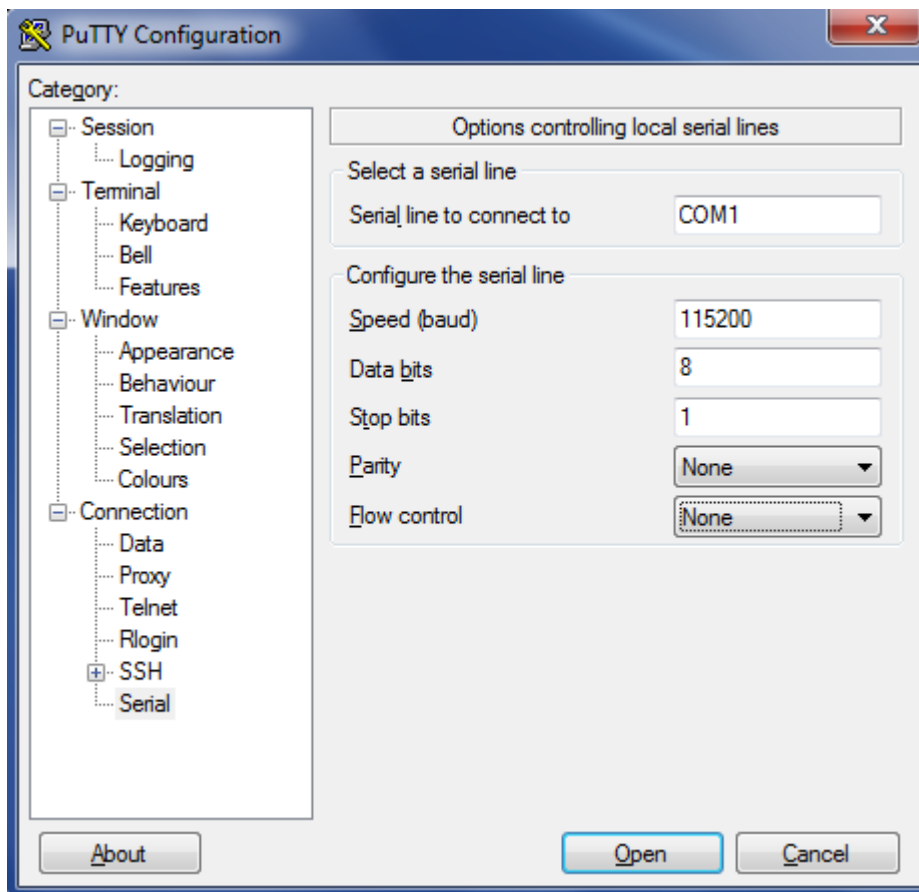 PuTTY Configuration
Category:
Session
Logging
Terminal
Keyboard
Bell
Features
Window
Appearance
Behaviour
Translation
Selection
Colours
Connection
Data
Proxy
Telnet
Rlogin
SSH
Serial
Options controlling local serial lines
Select a serial line
Serial line to connect to COM1
Configure the serial line
Speed (baud) 115200
Data bits 8
Stop bits 1
Parity None
Flow control None
About Open Cancel